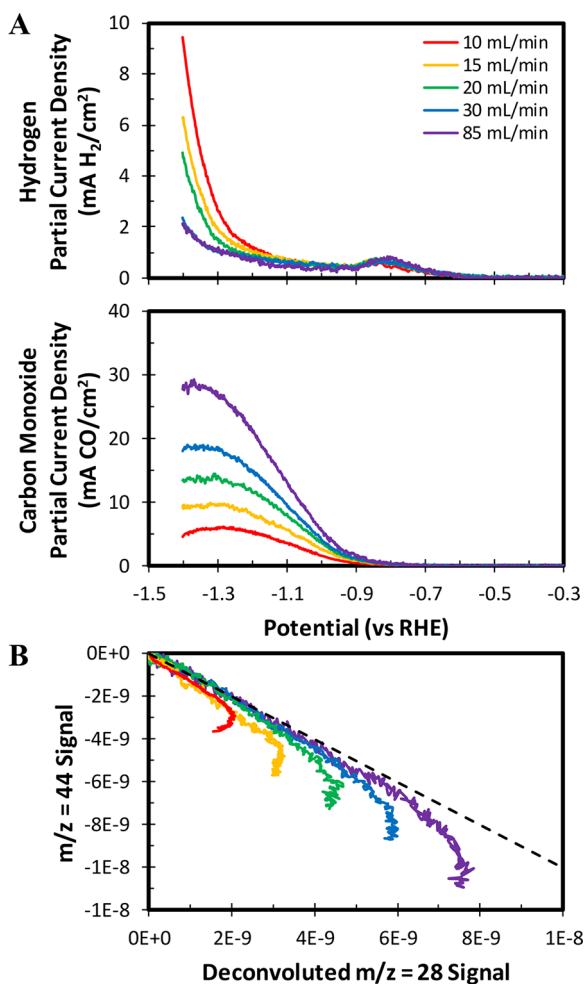 A
Hydrogen
Partial Current Density
(mA H₂/cm²)
10
8
6
4
2
0
10 mL/min
15 mL/min
20 mL/min
30 mL/min
85 mL/min
Carbon Monoxide
Partial Current Density
(mA CO/cm²)
40
30
20
10
0
-1.5 -1.3 -1.1 -0.9 -0.7 -0.5 -0.3
Potential (vs RHE)
B
m/z = 44 Signal
0E+0
-2E-9
-4E-9
-6E-9
-8E-9
-1E-8
-1E-8
0E+0 2E-9 4E-9 6E-9 8E-9 1E-8
Deconvoluted m/z = 28 Signal